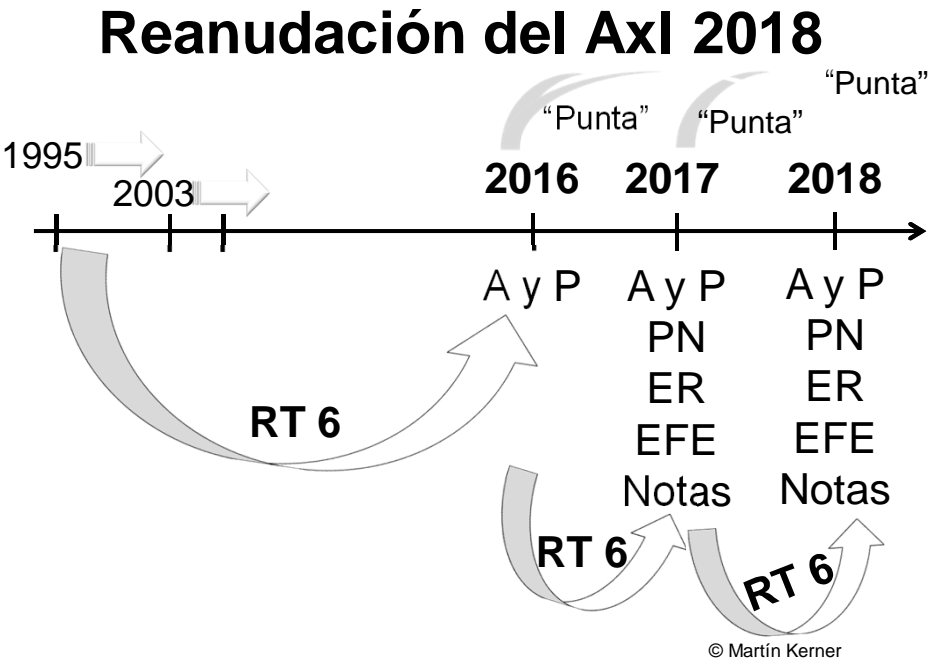 Reanudación del AxI 2018
“Punta”
“Punta”
“Punta”
1995
2003
2016
2017
2018
A y P
A y P
PN
ER
EFE
Notas
A y P
PN
ER
EFE
Notas
RT 6
RT 6
RT 6
© Martín Kerner